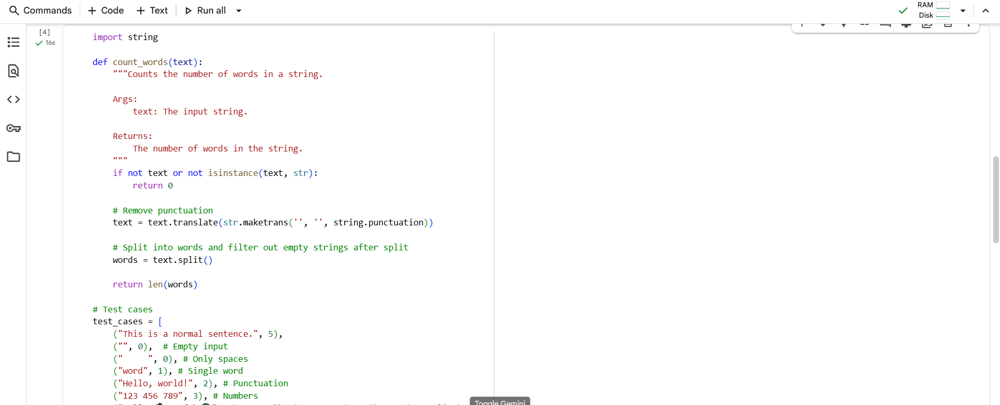 Commands + Code + Text Run all
RAM
Disk
[4]
16s
import string
def count_words(text):
    """Counts the number of words in a string.
    Args:
        text: The input string.
    Returns:
        The number of words in the string.
    """
    if not text or not isinstance(text, str):
        return 0
    # Remove punctuation
    text = text.translate(str.maketrans('', '', string.punctuation))
    # Split into words and filter out empty strings after split
    words = text.split()
    return len(words)
# Test cases
test_cases = [
    ("This is a normal sentence.", 5),
    ("", 0),  # Empty input
    ("     ", 0), # Only spaces
    ("word", 1), # Single word
    ("Hello, world!", 2), # Punctuation
    ("123 456 789", 3), # Numbers
Toggle Gemini